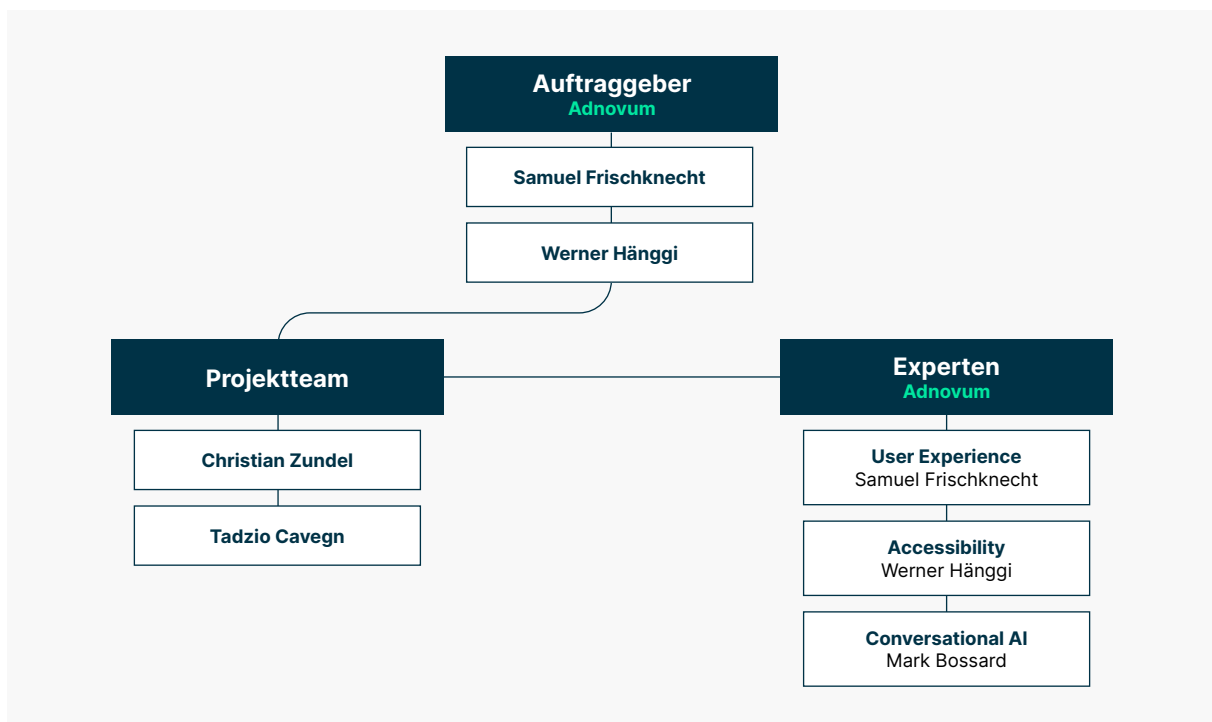 Auftraggeber
Adnovum
Samuel Frischknecht
Werner Hänggi
Projektteam
Christian Zundel
Tadzio Cavegn
Experten
Adnovum
User Experience
Samuel Frischknecht
Accessibility
Werner Hänggi
Conversational AI
Mark Bossard